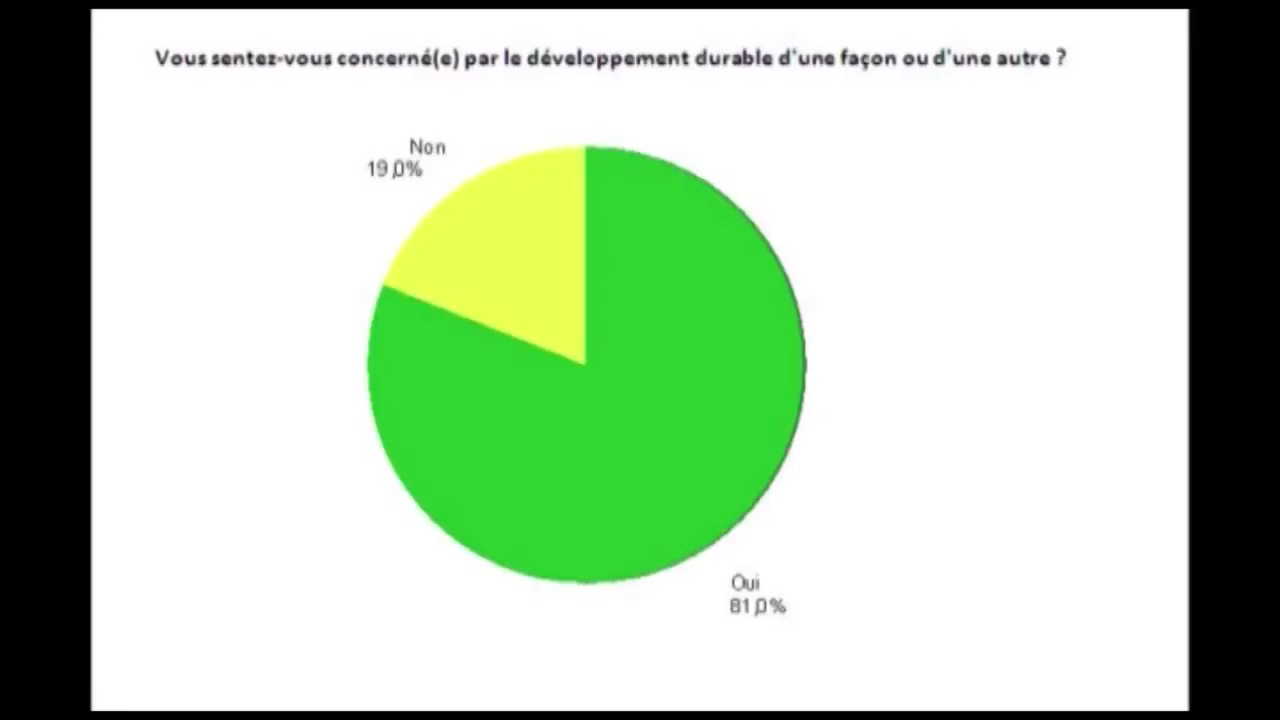 Vous sentez-vous concerné(e) par le développement durable d'une façon ou d'une autre ?
Non
19,0%
Oui
81,0%